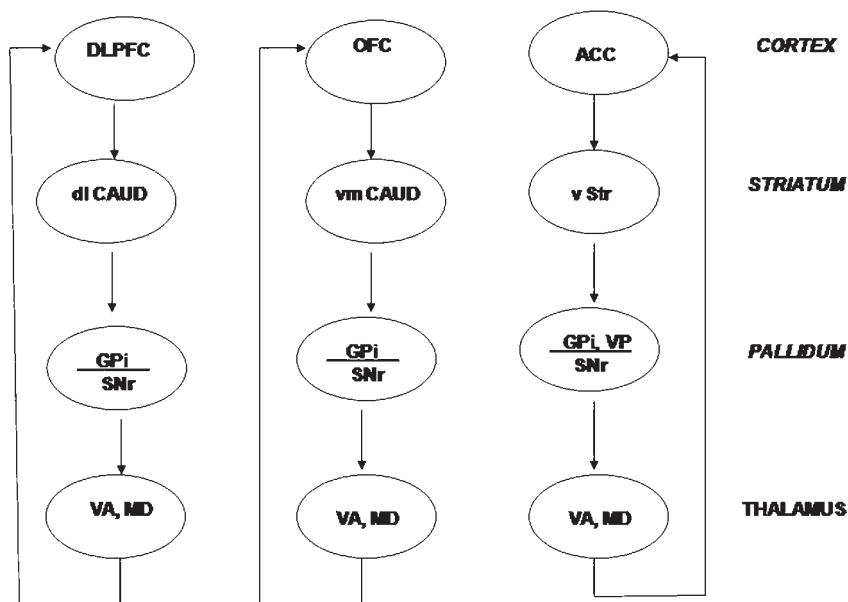 DLPFC
OFC
ACC
CORTEX
dl CAUD
vm CAUD
v Str
STRIATUM
GPi
SNr
GPi
SNr
GPi, VP
SNr
PALLIDUM
VA, MD
VA, MD
VA, MD
THALAMUS